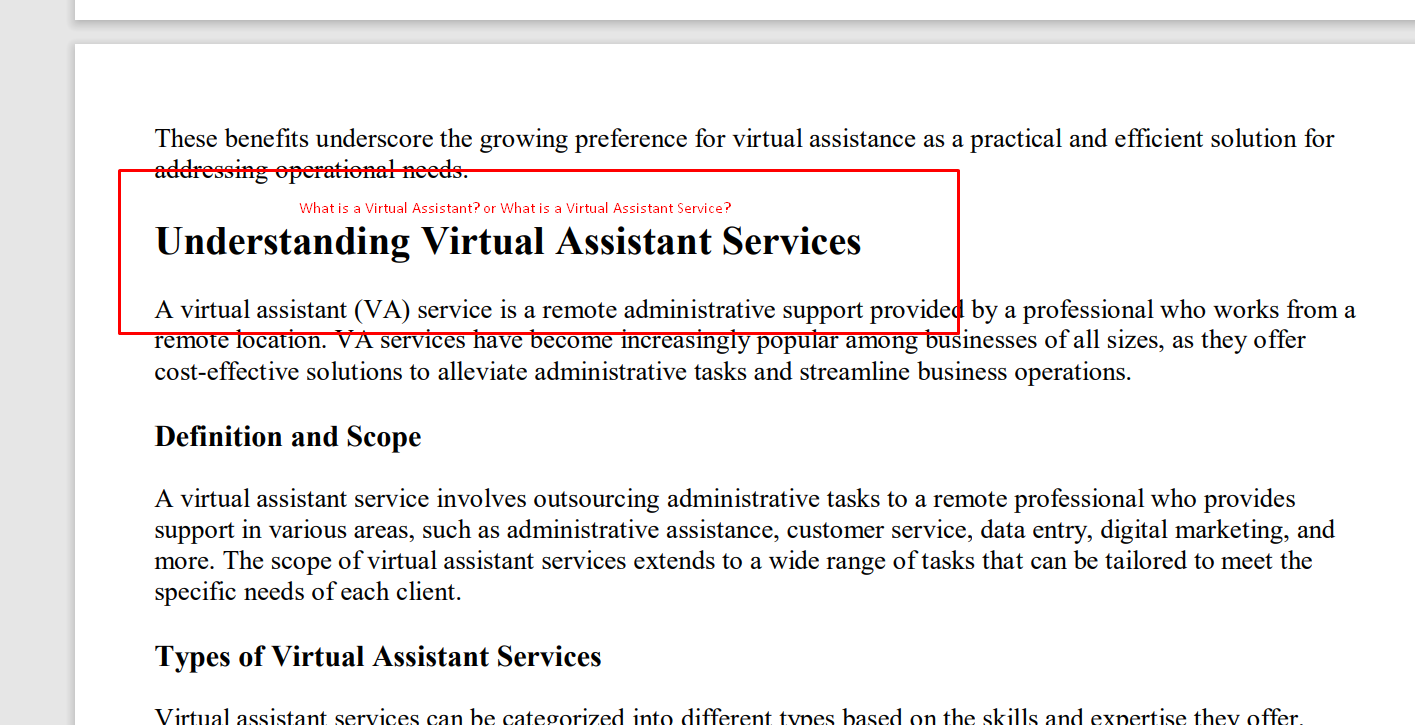 These benefits underscore the growing preference for virtual assistance as a practical and efficient solution for
addressing operational needs.
What is a Virtual Assistant? or What is a Virtual Assistant Service?
Understanding Virtual Assistant Services
A virtual assistant (VA) service is a remote administrative support provided by a professional who works from a
remote location. VA services have become increasingly popular among businesses of all sizes, as they offer
cost-effective solutions to alleviate administrative tasks and streamline business operations.
Definition and Scope
A virtual assistant service involves outsourcing administrative tasks to a remote professional who provides
support in various areas, such as administrative assistance, customer service, data entry, digital marketing, and
more. The scope of virtual assistant services extends to a wide range of tasks that can be tailored to meet the
specific needs of each client.
Types of Virtual Assistant Services
Virtual assistant services can be categorized into different types based on the skills and expertise they offer.